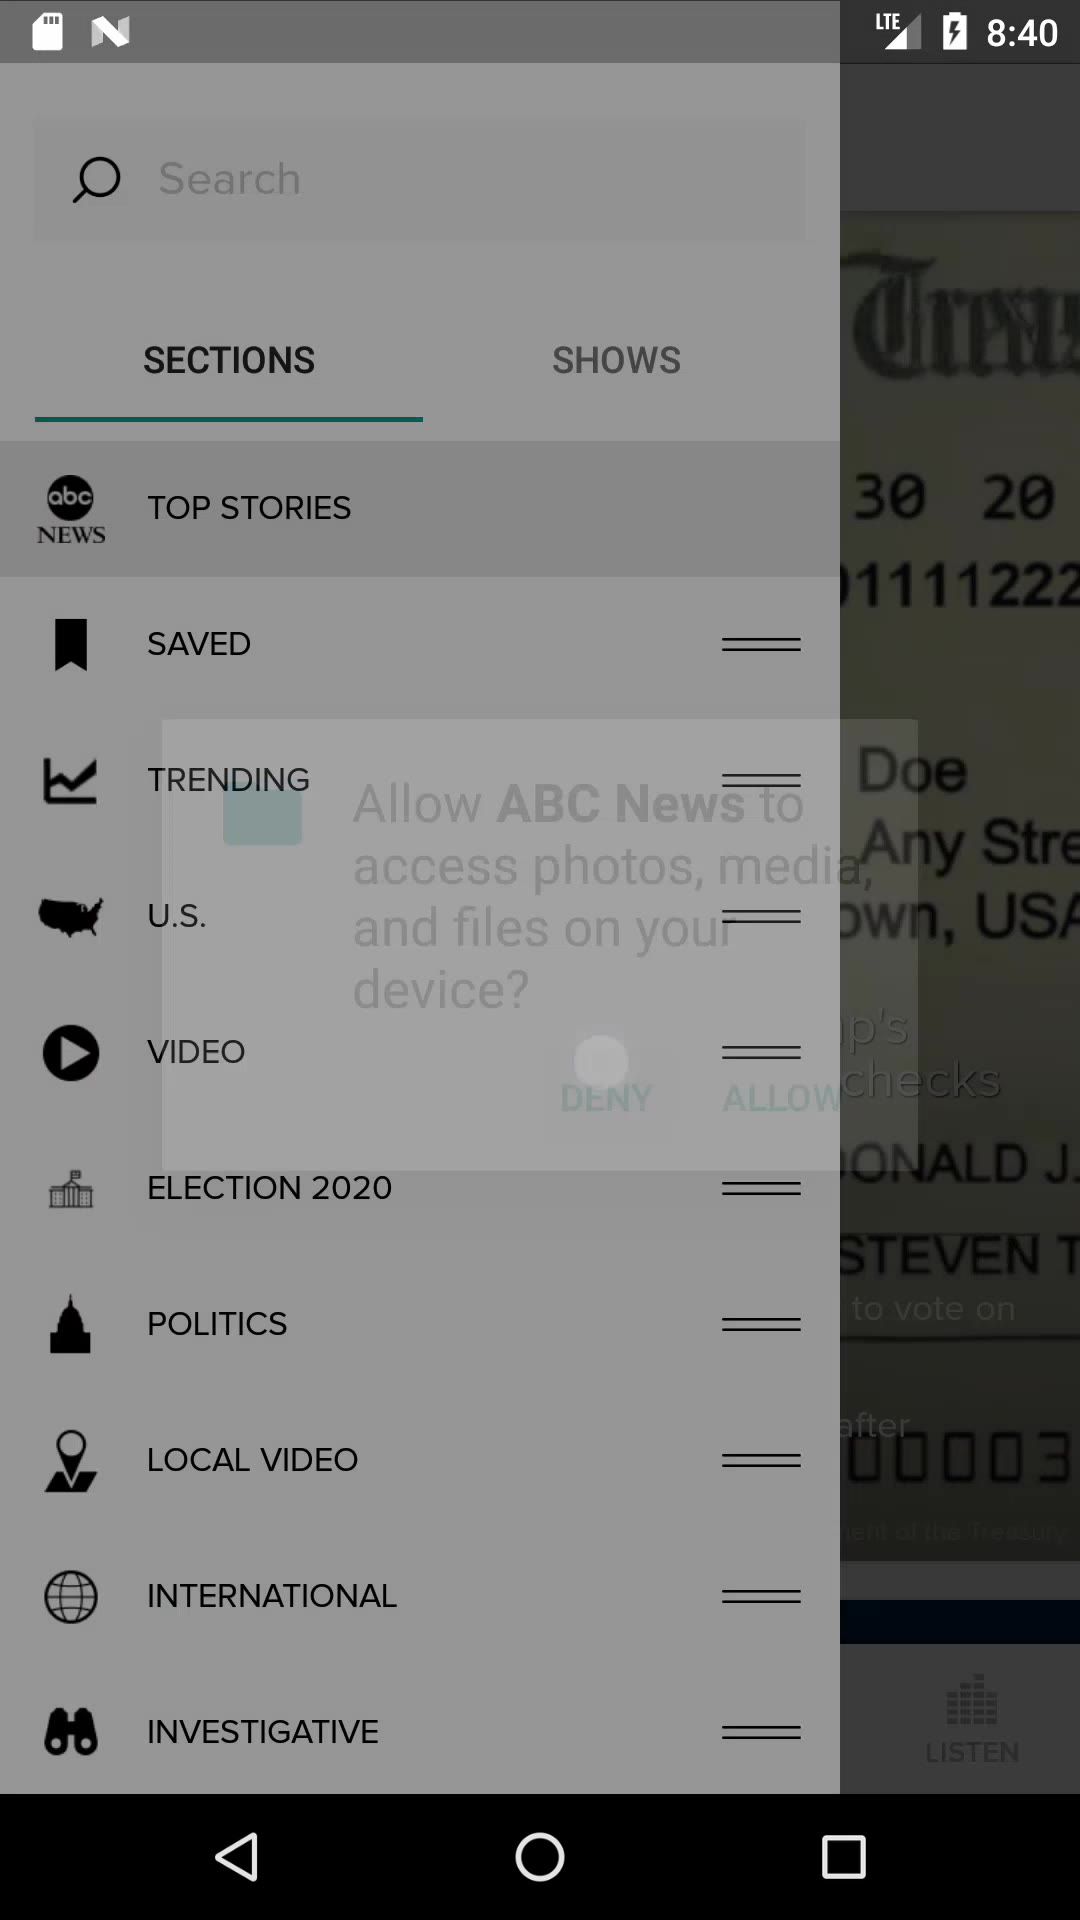 LTE 8:40
Search
SECTIONS SHOWS
abc NEWS TOP STORIES
SAVED
TRENDING
Allow ABC News to
access photos, media,
and files on your
device?
DENY ALLOW
U.S.
VIDEO
ELECTION 2020
POLITICS
LOCAL VIDEO
INTERNATIONAL
INVESTIGATIVE
30 20
01111222
Doe
Any Stre
own, USA
p's
checks
ONALD J.
STEVEN T
to vote on
after
00003
of the Treasury
LISTEN